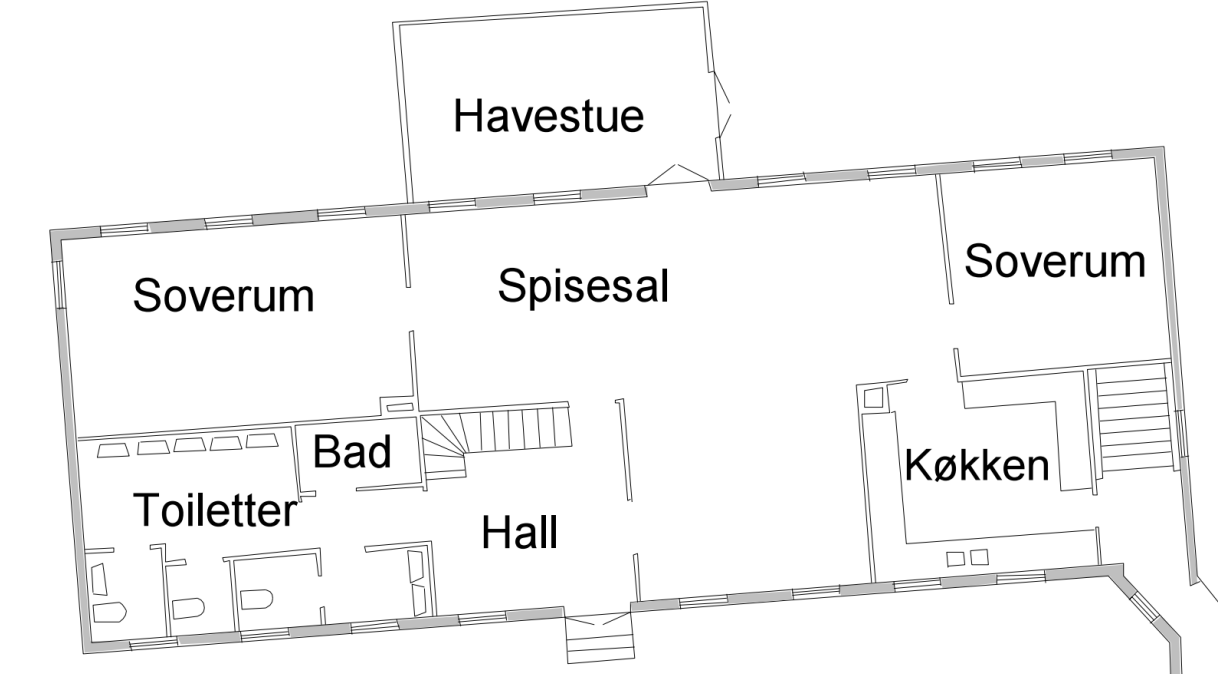 Havestue
Soverum
Spisesal
Soverum
Bad
Køkken
Toiletter
Hall